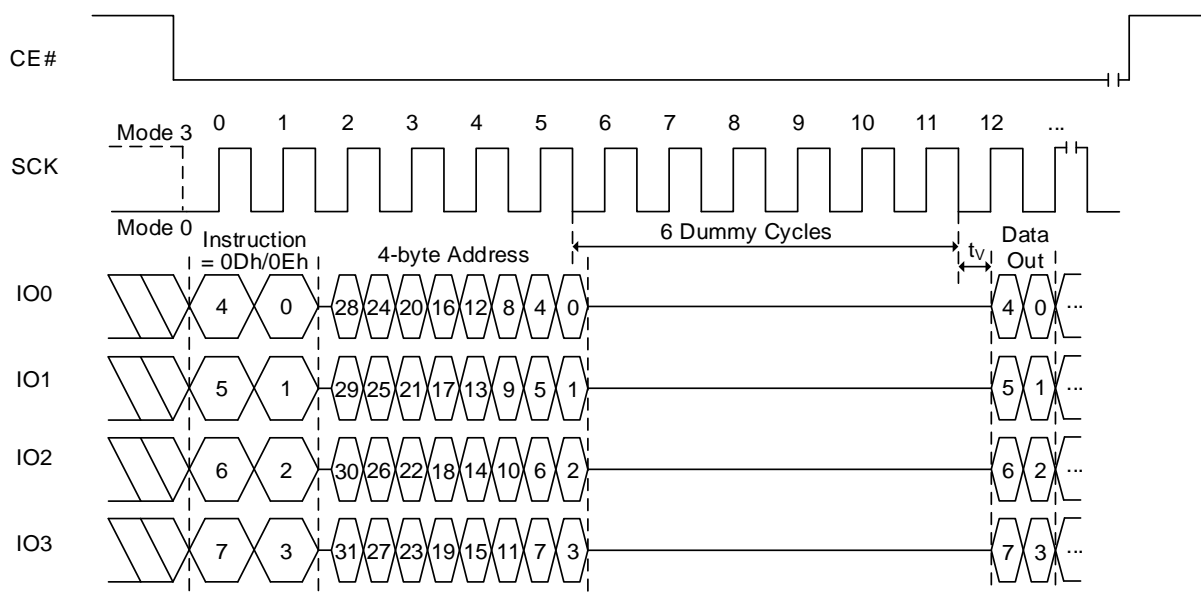 CE#
Mode 3 0 1 2 3 4 5 6 7 8 9 10 11 12 ...
SCK
Mode 0
Instruction
= 0Dh/0Eh
4-byte Address
6 Dummy Cycles
tV
Data
Out
IO0 4 0 28 24 20 16 12 8 4 0 4 0 ...
IO1 5 1 29 25 21 17 13 9 5 1 5 1 ...
IO2 6 2 30 26 22 18 14 10 6 2 6 2 ...
IO3 7 3 31 27 23 19 15 11 7 3 7 3 ...